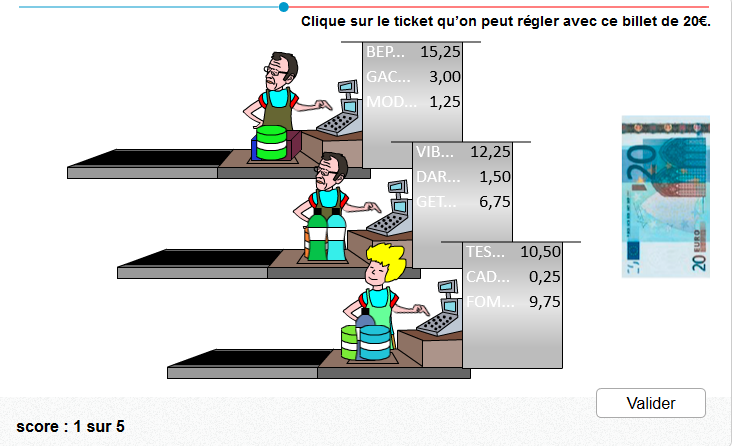 Clique sur le ticket qu’on peut régler avec ce billet de 20€.
BEP... 15,25
GAC... 3,00
MOD... 1,25
VIB... 12,25
DAR... 1,50
GET... 6,75
TES... 10,50
CAD... 0,25
FOM... 9,75
20
20 EURO
Valider
score : 1 sur 5